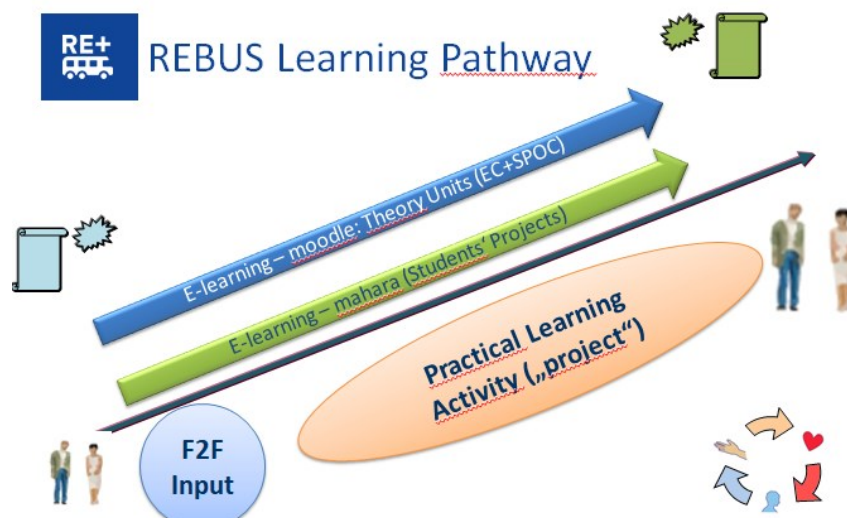 RE+
REBUS Learning Pathway
E-learning – moodle: Theory Units (EC+SPOC)
E-learning – mahara (Students‘ Projects)
Practical Learning
Activity („project“)
F2F
Input